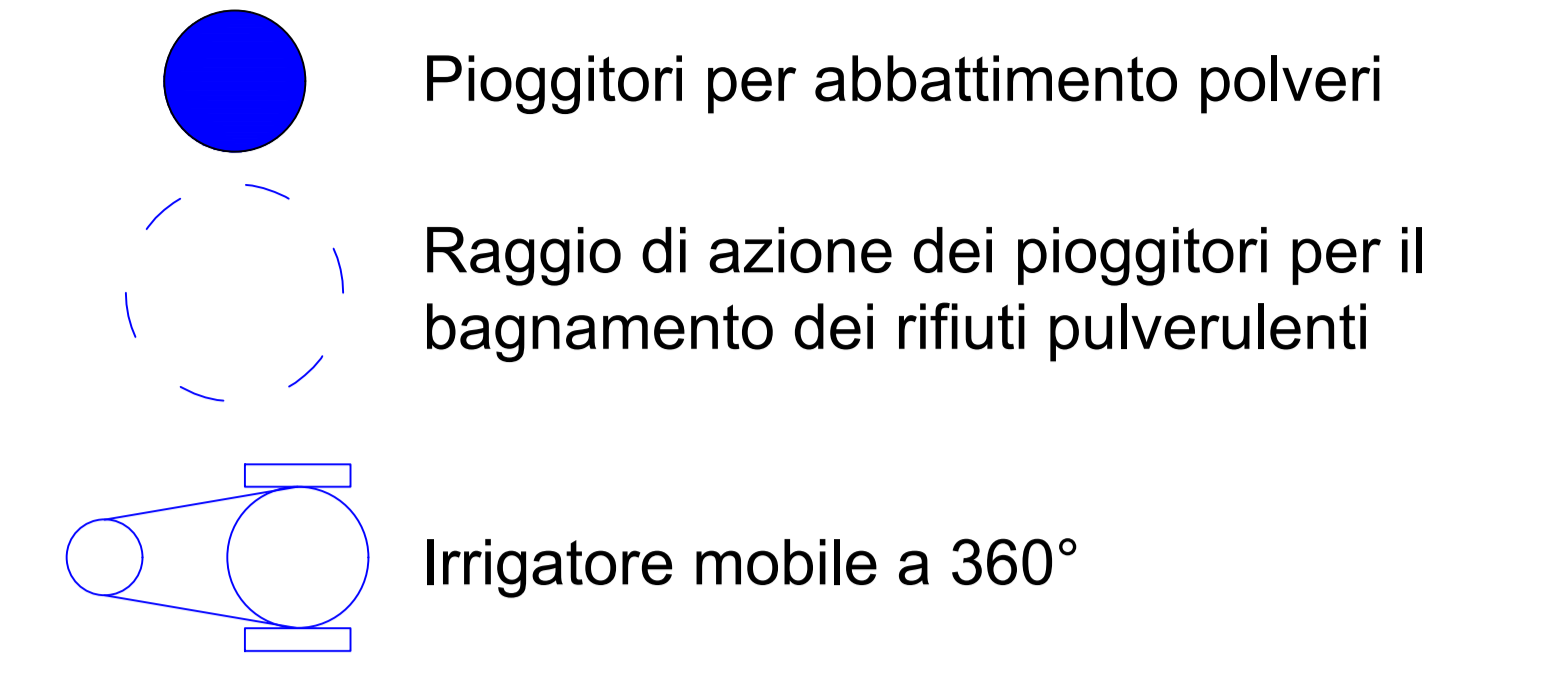 Pioggitori per abbattimento polveri
Raggio di azione dei pioggitori per il
bagnamento dei rifiuti pulverulenti
Irrigatore mobile a 360°